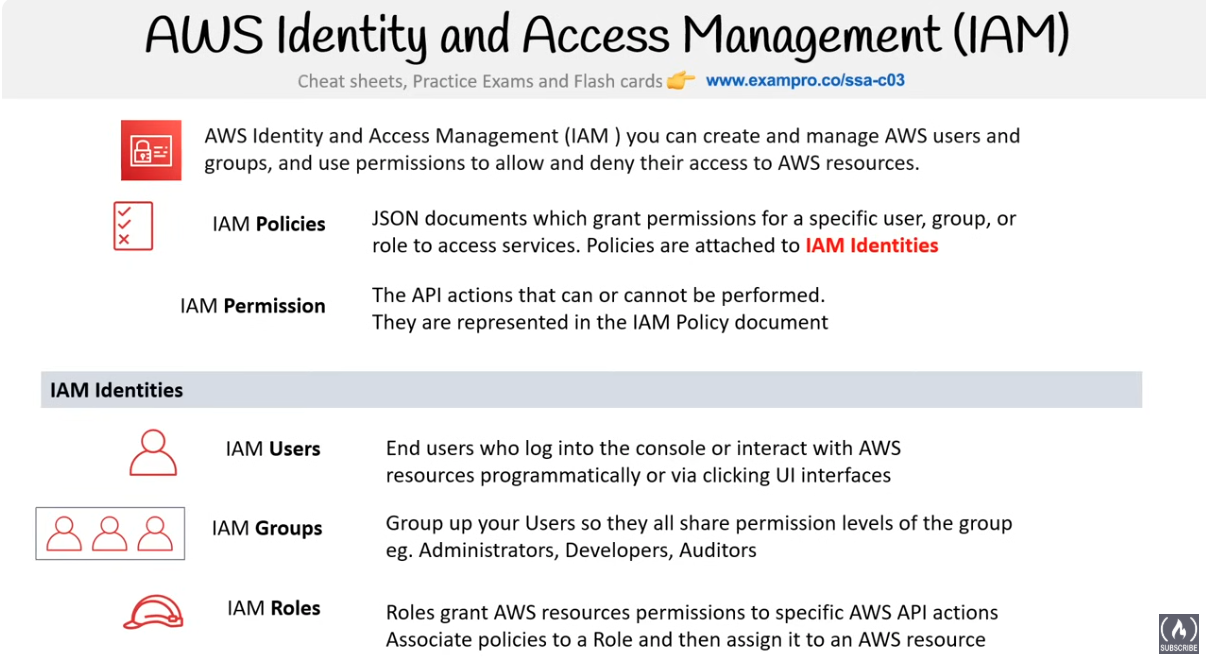 AWS Identity and Access Management (IAM)
Cheat sheets, Practice Exams and Flash cards 👉 www.exampro.co/ssa-c03
AWS Identity and Access Management (IAM ) you can create and manage AWS users and
groups, and use permissions to allow and deny their access to AWS resources.
IAM Policies
JSON documents which grant permissions for a specific user, group, or
role to access services. Policies are attached to IAM Identities
IAM Permission
The API actions that can or cannot be performed.
They are represented in the IAM Policy document
IAM Identities
IAM Users
End users who log into the console or interact with AWS
resources programmatically or via clicking UI interfaces
IAM Groups
Group up your Users so they all share permission levels of the group
eg. Administrators, Developers, Auditors
IAM Roles
Roles grant AWS resources permissions to specific AWS API actions
Associate policies to a Role and then assign it to an AWS resource
SUBSCRIBE